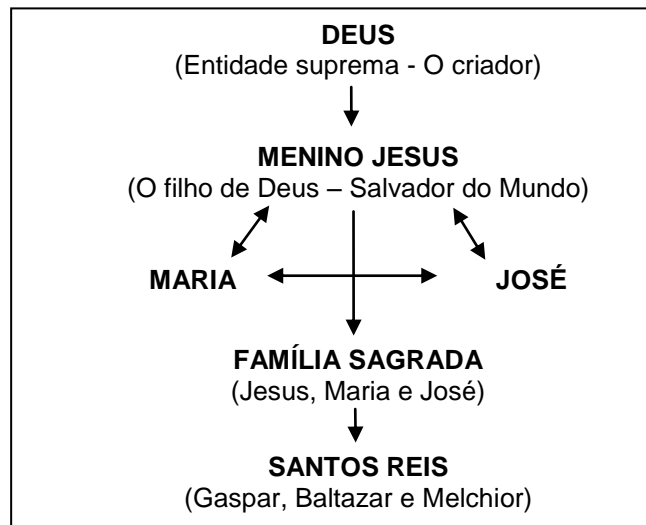 DEUS
(Entidade suprema - O criador)
MENINO JESUS
(O filho de Deus – Salvador do Mundo)
MARIA JOSÉ
FAMÍLIA SAGRADA
(Jesus, Maria e José)
SANTOS REIS
(Gaspar, Baltazar e Melchior)